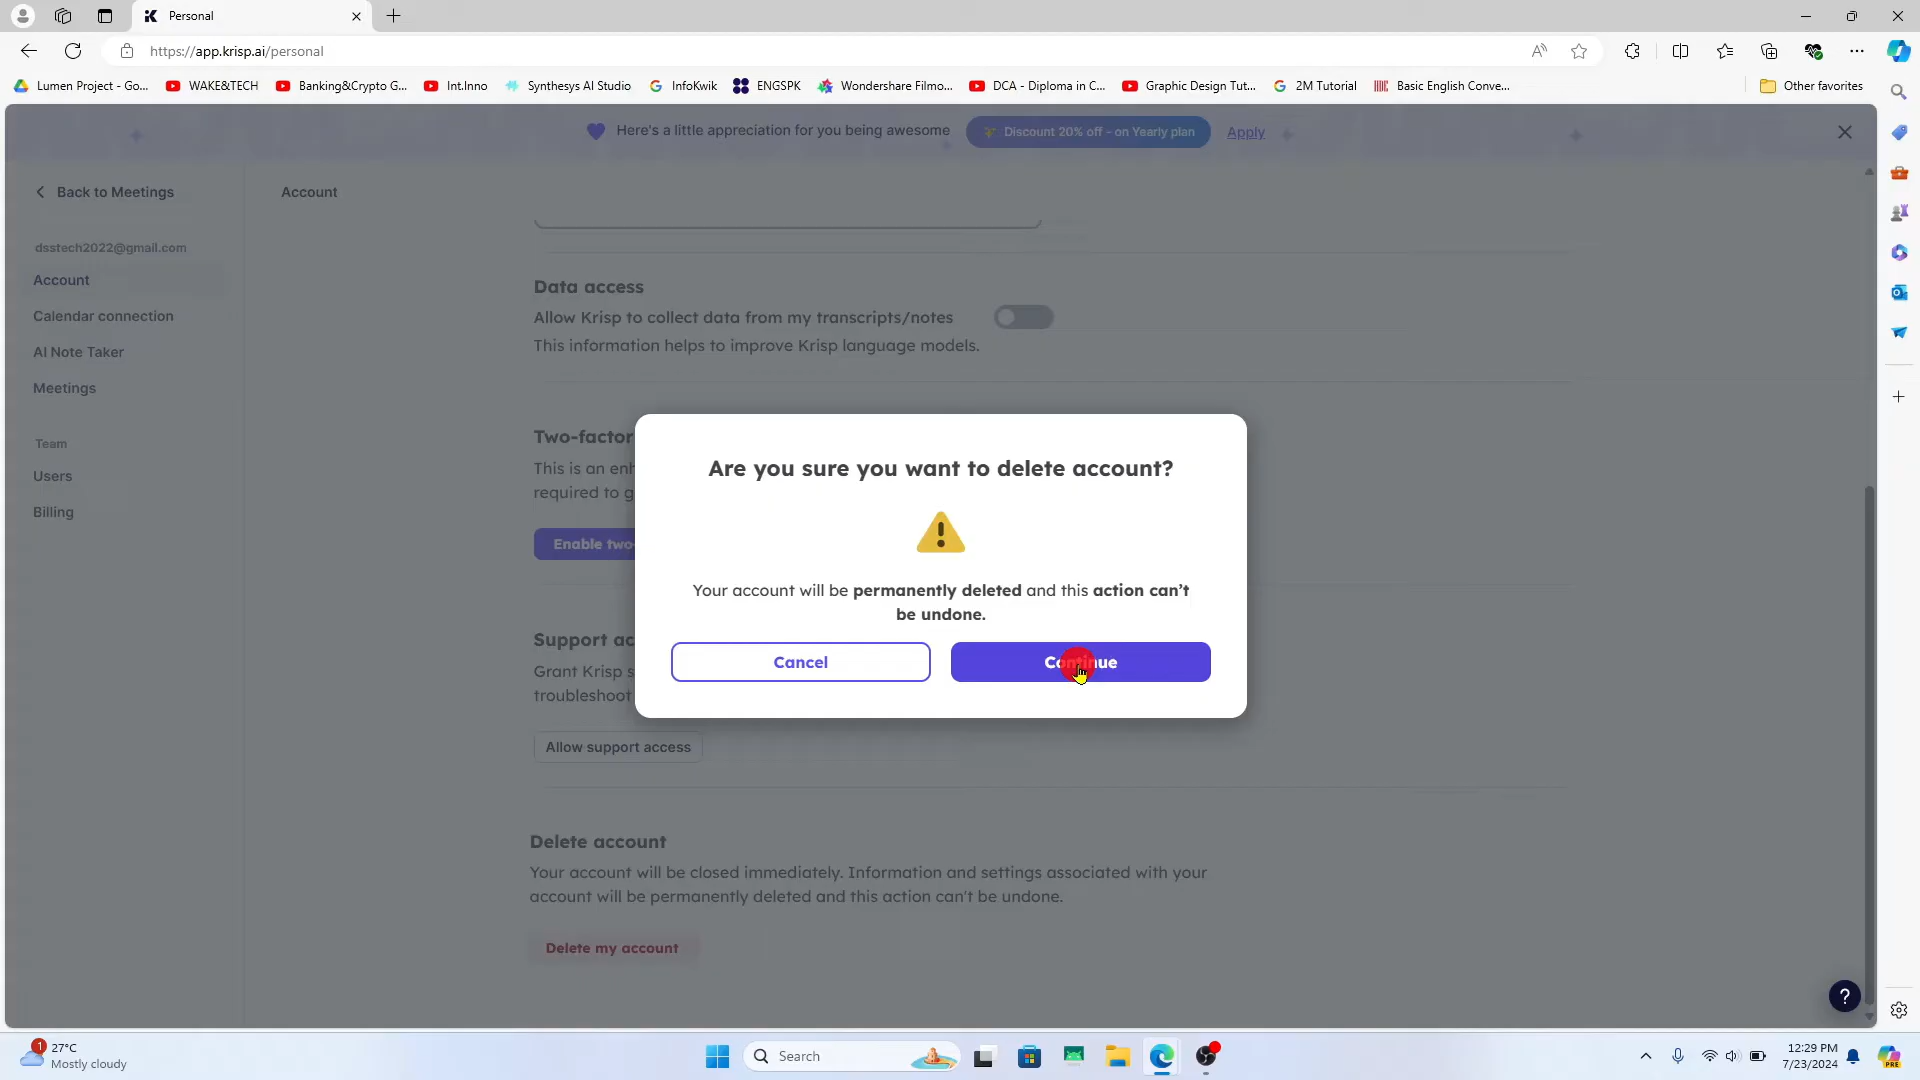 Personal
https://app.krisp.ai/personal
Lumen Project - Go...
WAKE&TECH
Banking&Crypto G...
Int.Inno
Synthesys AI Studio
InfoKwik
ENGSPK
Wondershare Filmo...
DCA - Diploma in C...
Graphic Design Tut...
2M Tutorial
Basic English Conve...
Other favorites
Here's a little appreciation for you being awesome
Discount 20% off - on Yearly plan
Apply
Back to Meetings
Account
dsstech2022@gmail.com
Account
Calendar connection
AI Note Taker
Meetings
Team
Users
Billing
Data access
Allow Krisp to collect data from my transcripts/notes
This information helps to improve Krisp language models.
Two-factor
This is an enh
required to g
Enable two-
Support ac
Grant Krisp s
troubleshoot
Allow support access
Are you sure you want to delete account?
Your account will be permanently deleted and this action can't
be undone.
Cancel
Continue
Delete account
Your account will be closed immediately. Information and settings associated with your
account will be permanently deleted and this action can't be undone.
Delete my account
?
1
27°C
Mostly cloudy
Search
12:29 PM
7/23/2024
PRE